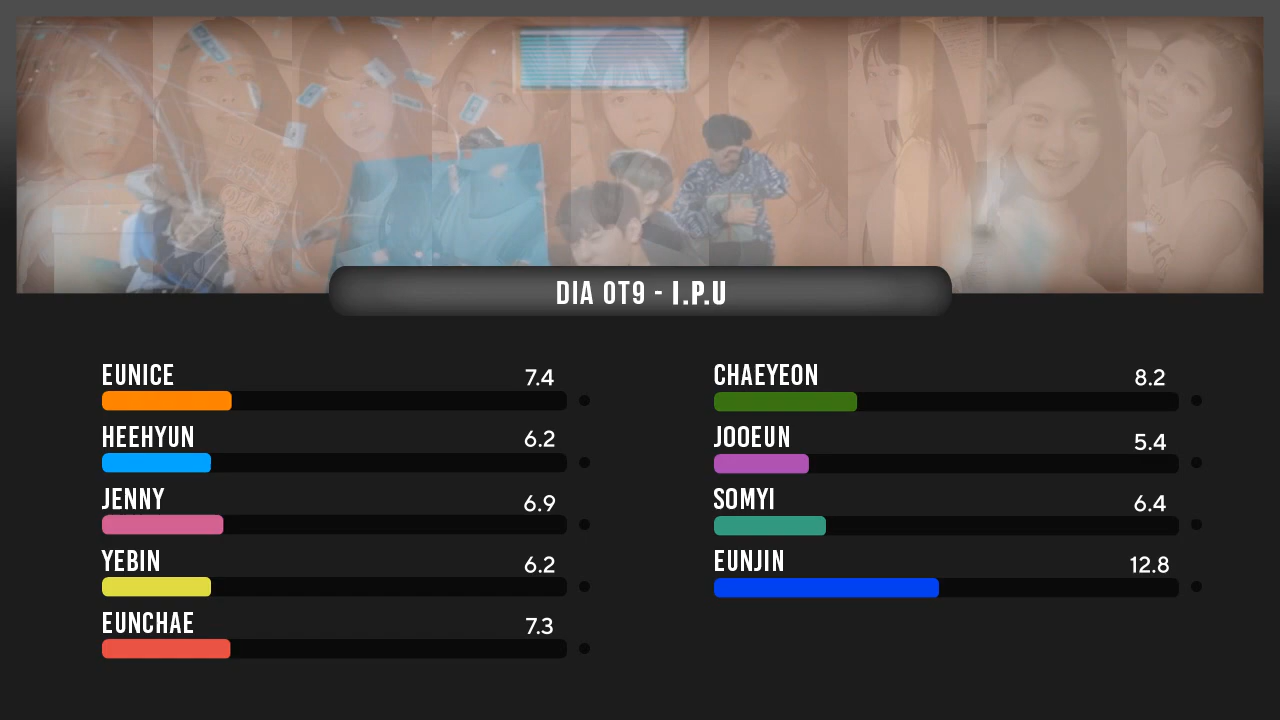 DIA OT9 - I.P.U
EUNICE 7.4
HEEHYUN 6.2
JENNY 6.9
YEBIN 6.2
EUNCHAE 7.3
CHAEYEON 8.2
JOOEUN 5.4
SOMYI 6.4
EUNJIN 12.8